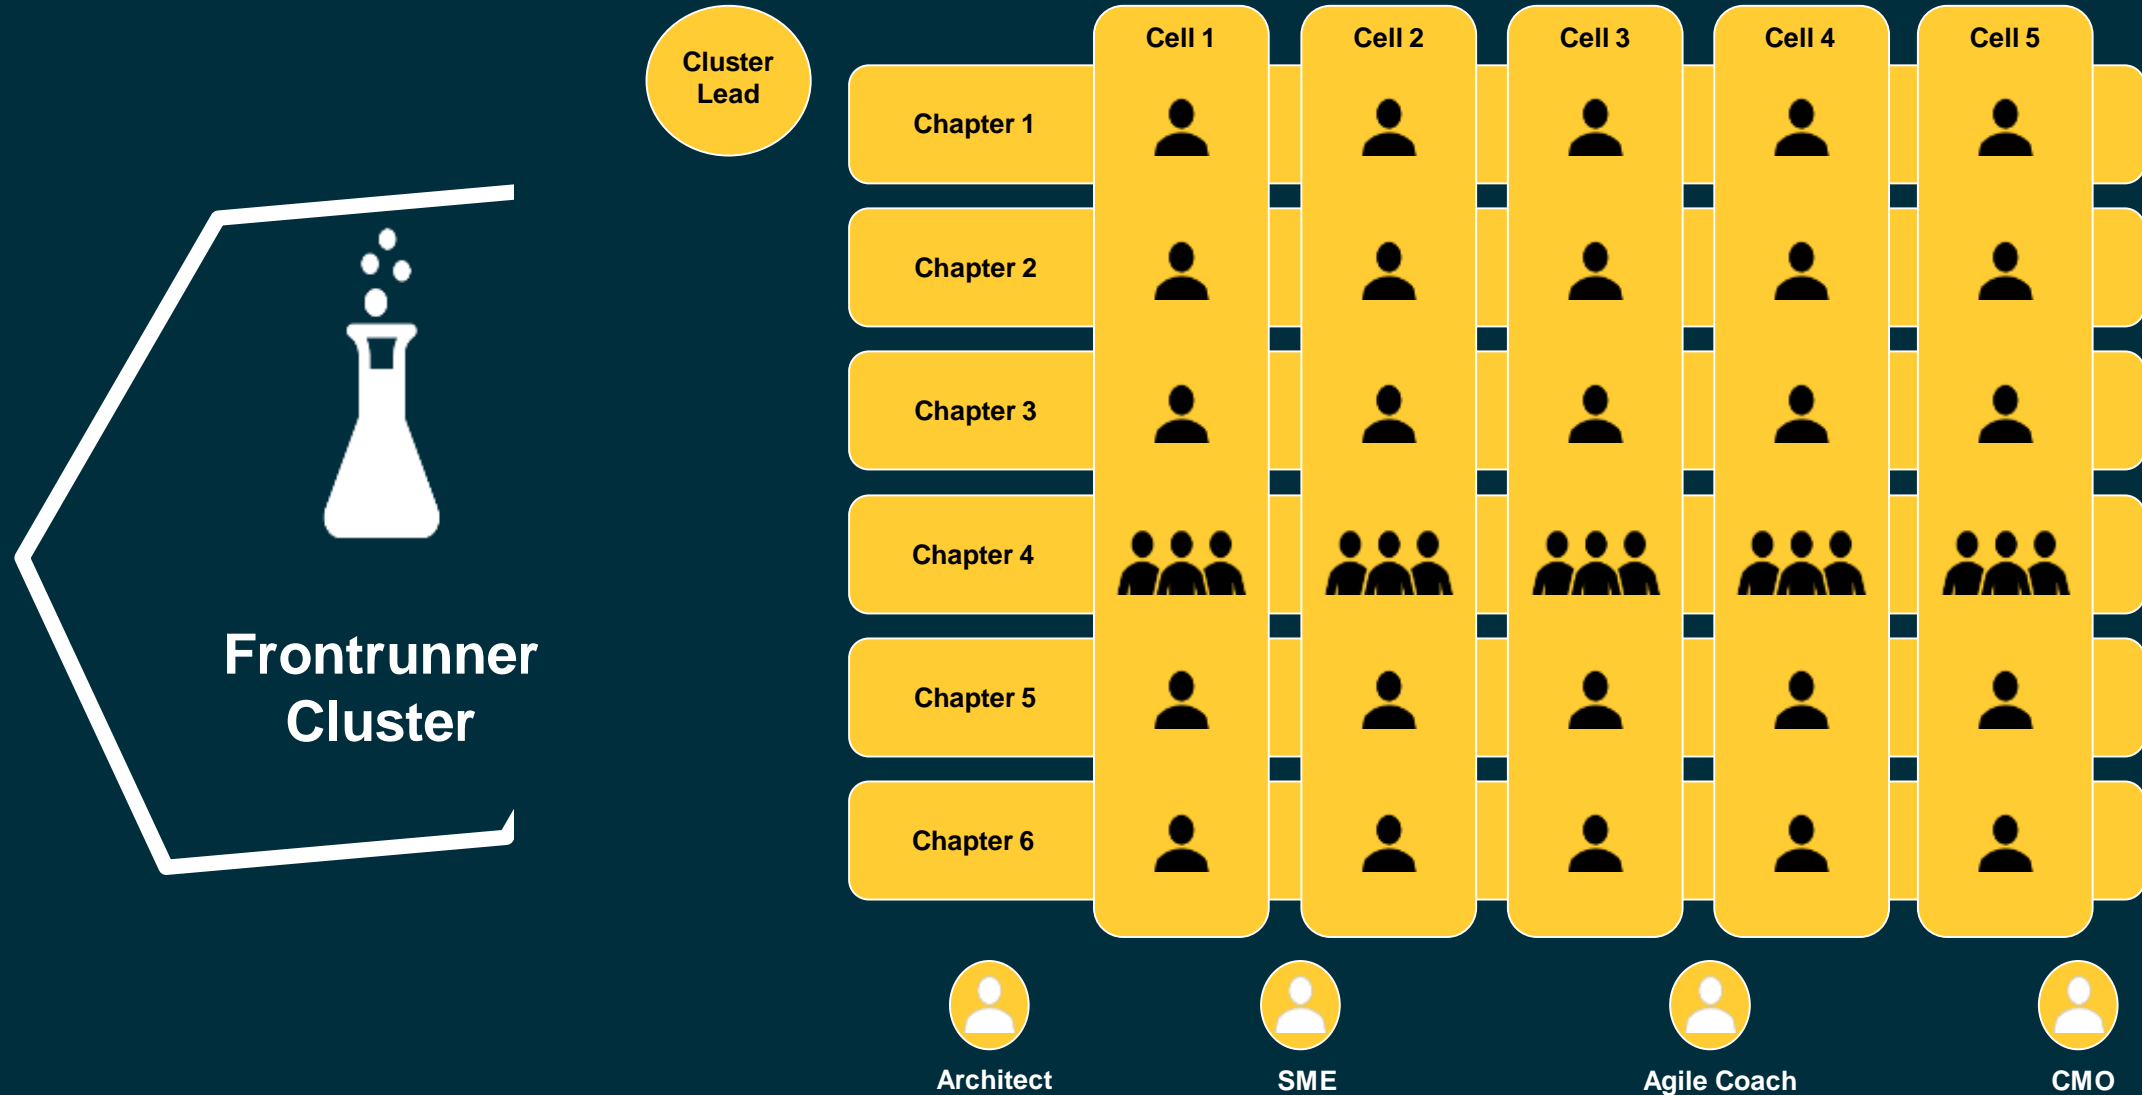 Frontrunner
Cluster
Cluster
Lead
Cell 1
Cell 2
Cell 3
Cell 4
Cell 5
Chapter 1
Chapter 2
Chapter 3
Chapter 4
Chapter 5
Chapter 6
Architect
SME
Agile Coach
CMO